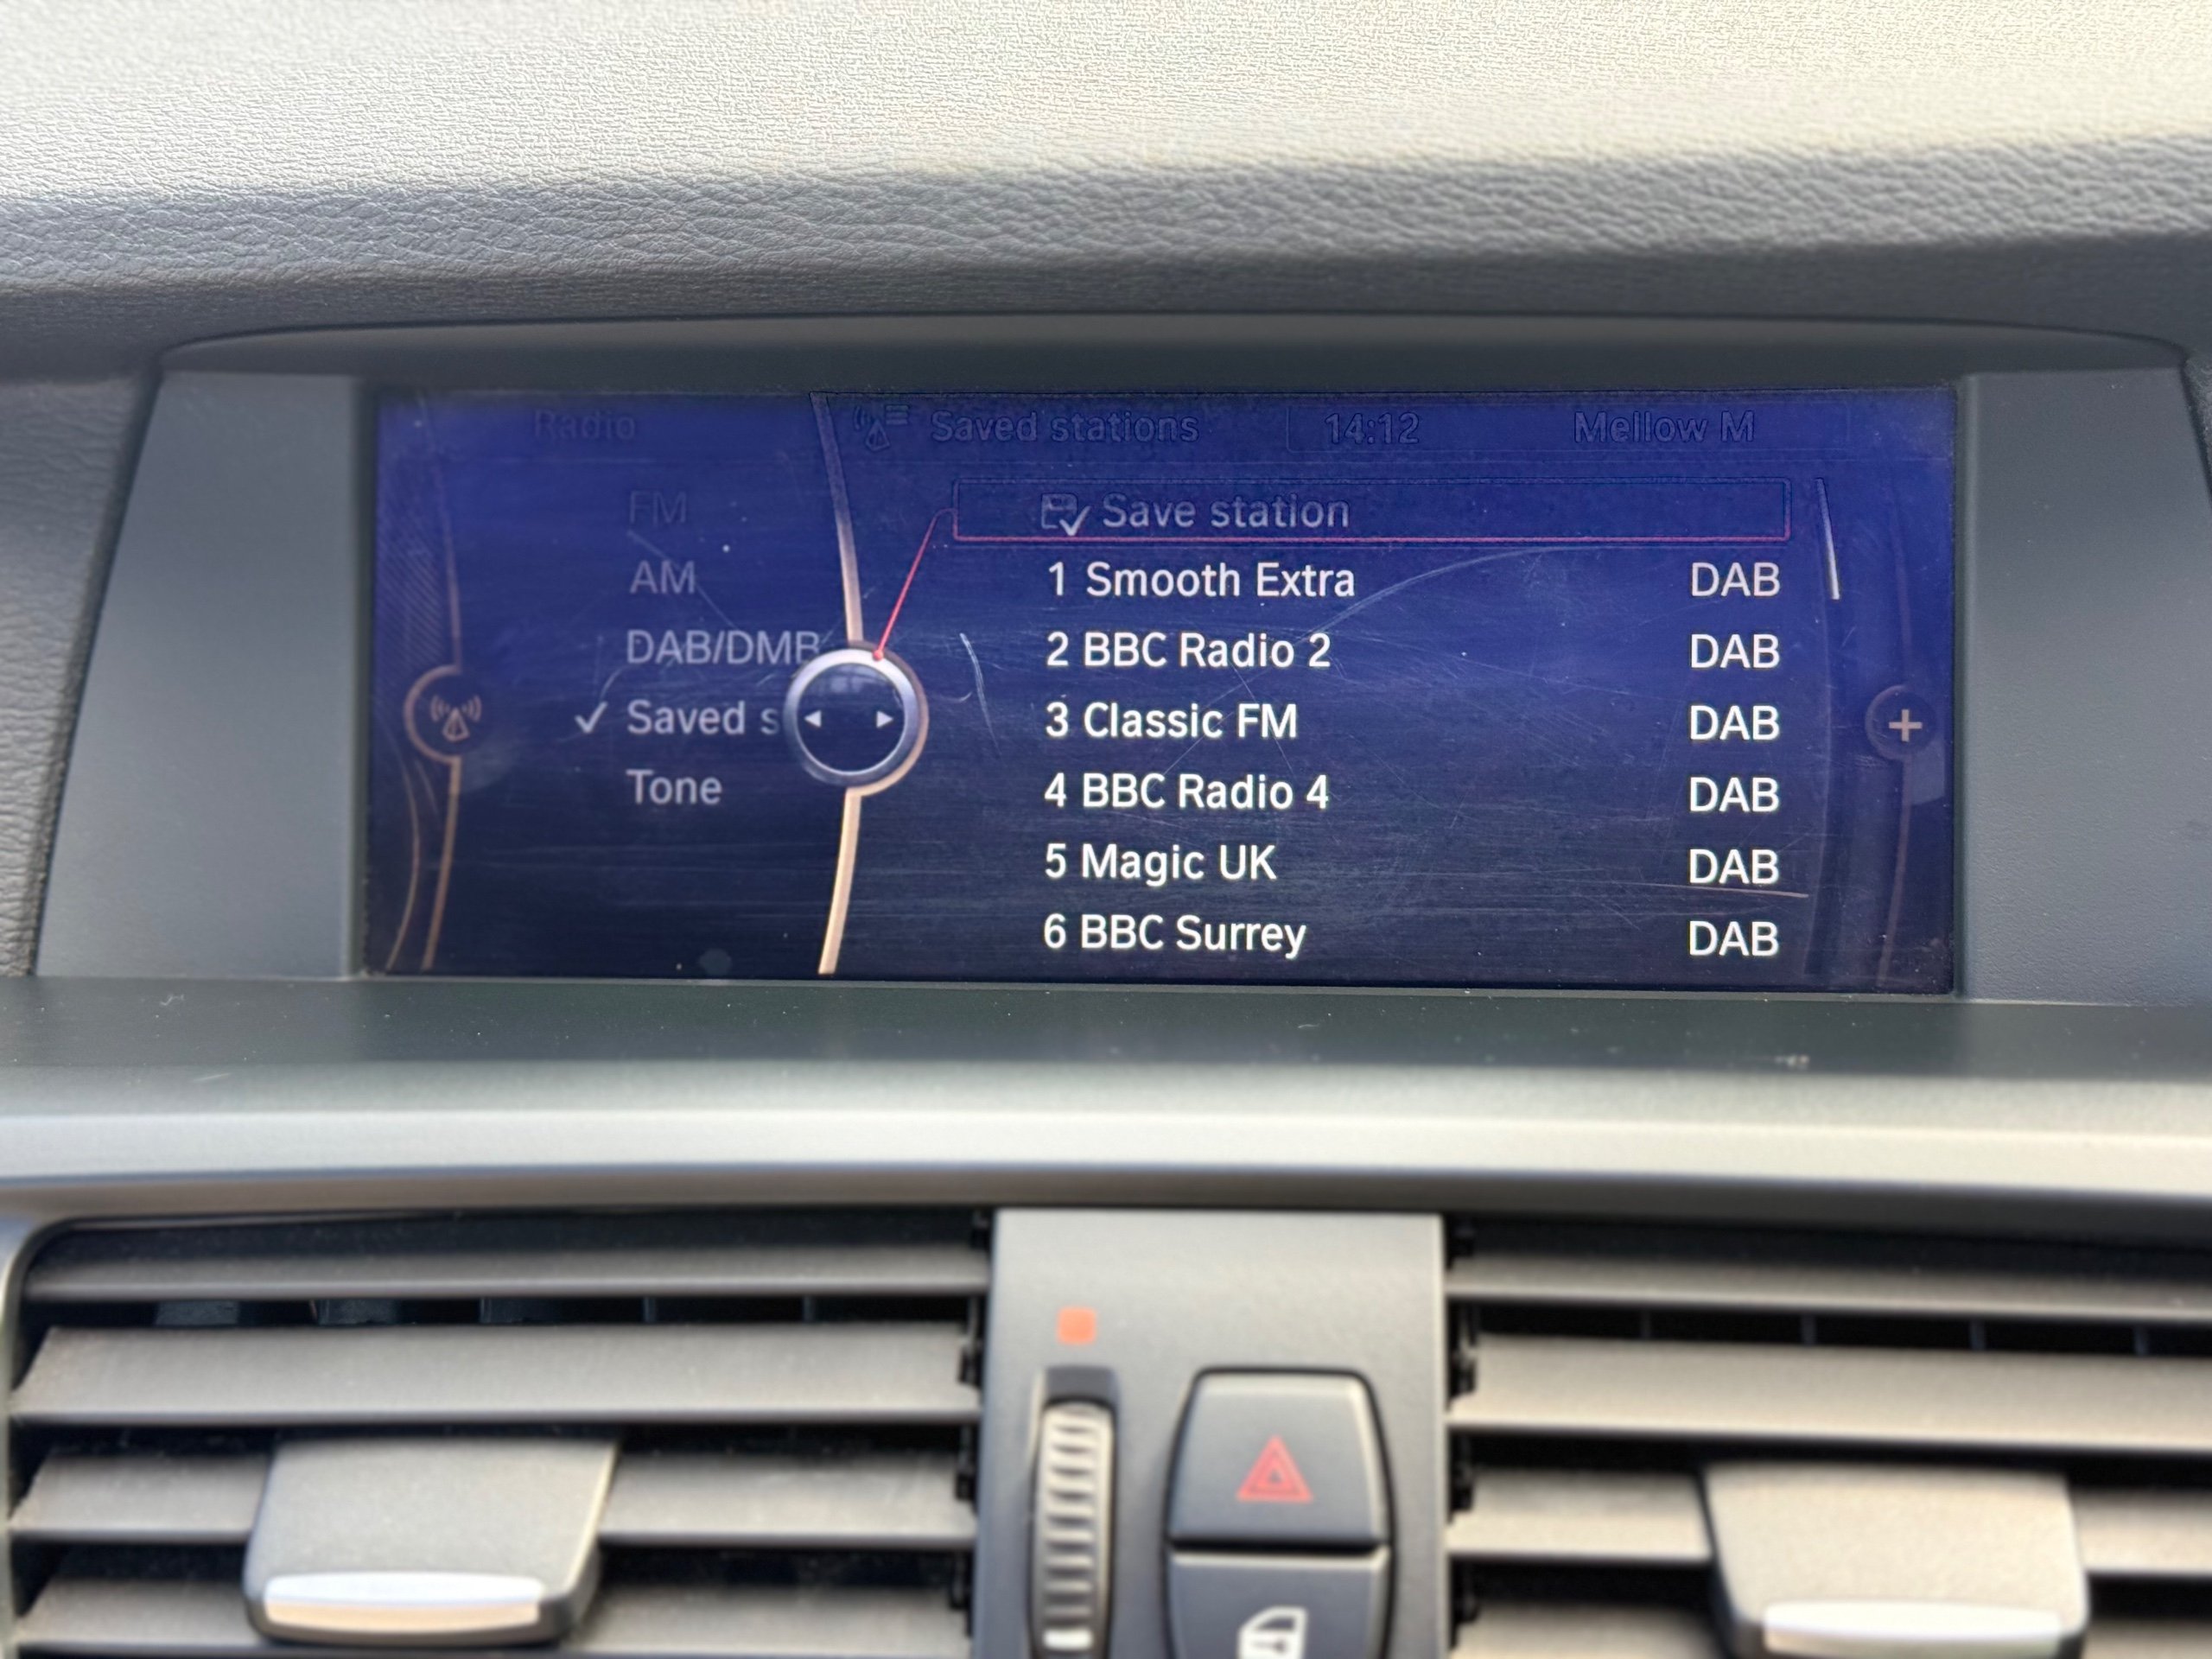 Radio
Saved stations 14:12 Mellow M
FM
AM
DAB/DMB
Saved s
Tone
Save station
1 Smooth Extra DAB
2 BBC Radio 2 DAB
3 Classic FM DAB
4 BBC Radio 4 DAB
5 Magic UK DAB
6 BBC Surrey DAB